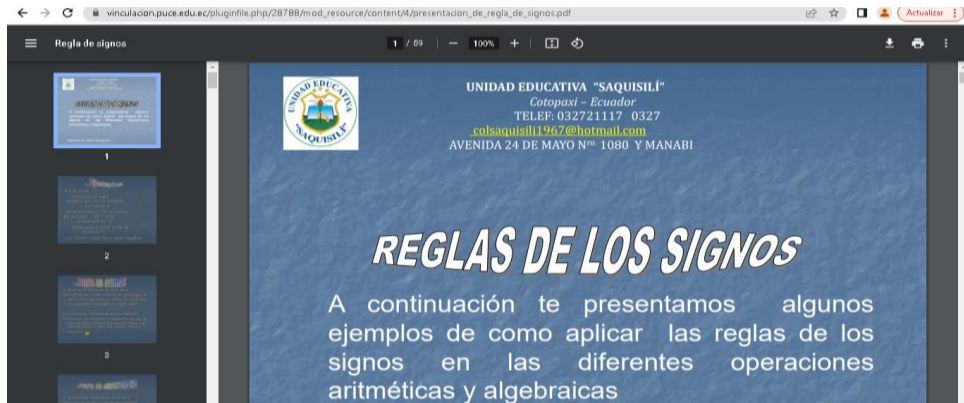 vinculacion.puce.edu.ec/pluginfile.php/28788/mod_resource/content/4/presentacion_de_regla_de_signos.pdf
Actualizar
Regla de signos
1 / 59
100%
UNIDAD EDUCATIVA "SAQUISILÍ"
Cotopaxi – Ecuador
TELEF: 032721117 0327
colsaquisili1967@hotmail.com
AVENIDA 24 DE MAYO Nro. 1080 Y MANABI
UNIDAD EDUCATIVA
"SAQUISILÍ"
REGLAS DE LOS SIGNOS
A continuación te presentamos algunos
ejemplos de como aplicar las reglas de los
signos en las diferentes operaciones
aritméticas y algebraicas
1
2
3